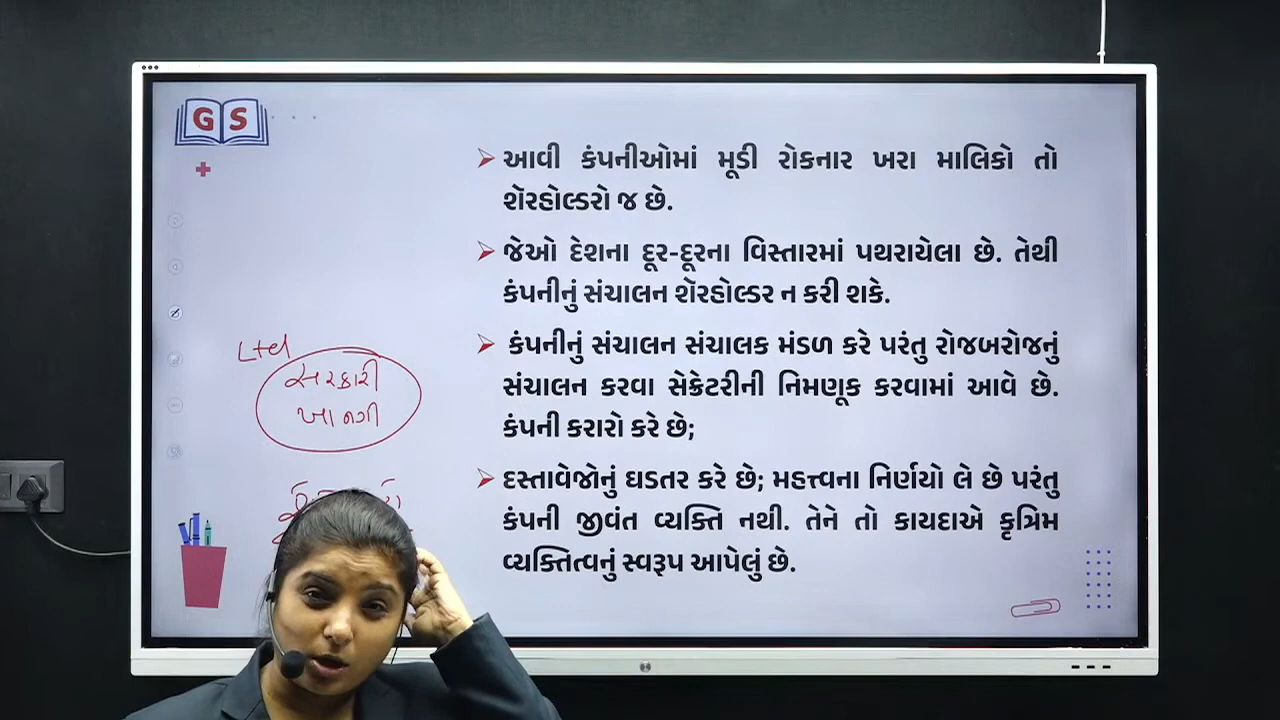 GS
આવી કંપનીઓમાં મૂડી રોકનાર ખરા માલિકો તો
શૅરહોલ્ડરો જ છે.
જેઓ દેશના દૂર-દૂરના વિસ્તારમાં પથરાયેલા છે. તેથી
કંપનીનું સંચાલન શૅરહોલ્ડર ન કરી શકે.
કંપનીનું સંચાલન સંચાલક મંડળ કરે પરંતુ રોજબરોજનું
સંચાલન કરવા સેક્રેટરીની નિમણૂક કરવામાં આવે છે.
કંપની કરારો કરે છે;
દસ્તાવેજોનું ઘડતર કરે છે; મહત્ત્વના નિર્ણયો લે છે પરંતુ
કંપની જીવંત વ્યક્તિ નથી. તેને તો કાયદાએ કૃત્રિમ
વ્યક્તિત્વનું સ્વરૂપ આપેલું છે.
Ltd
સરકારી
ખાનગી